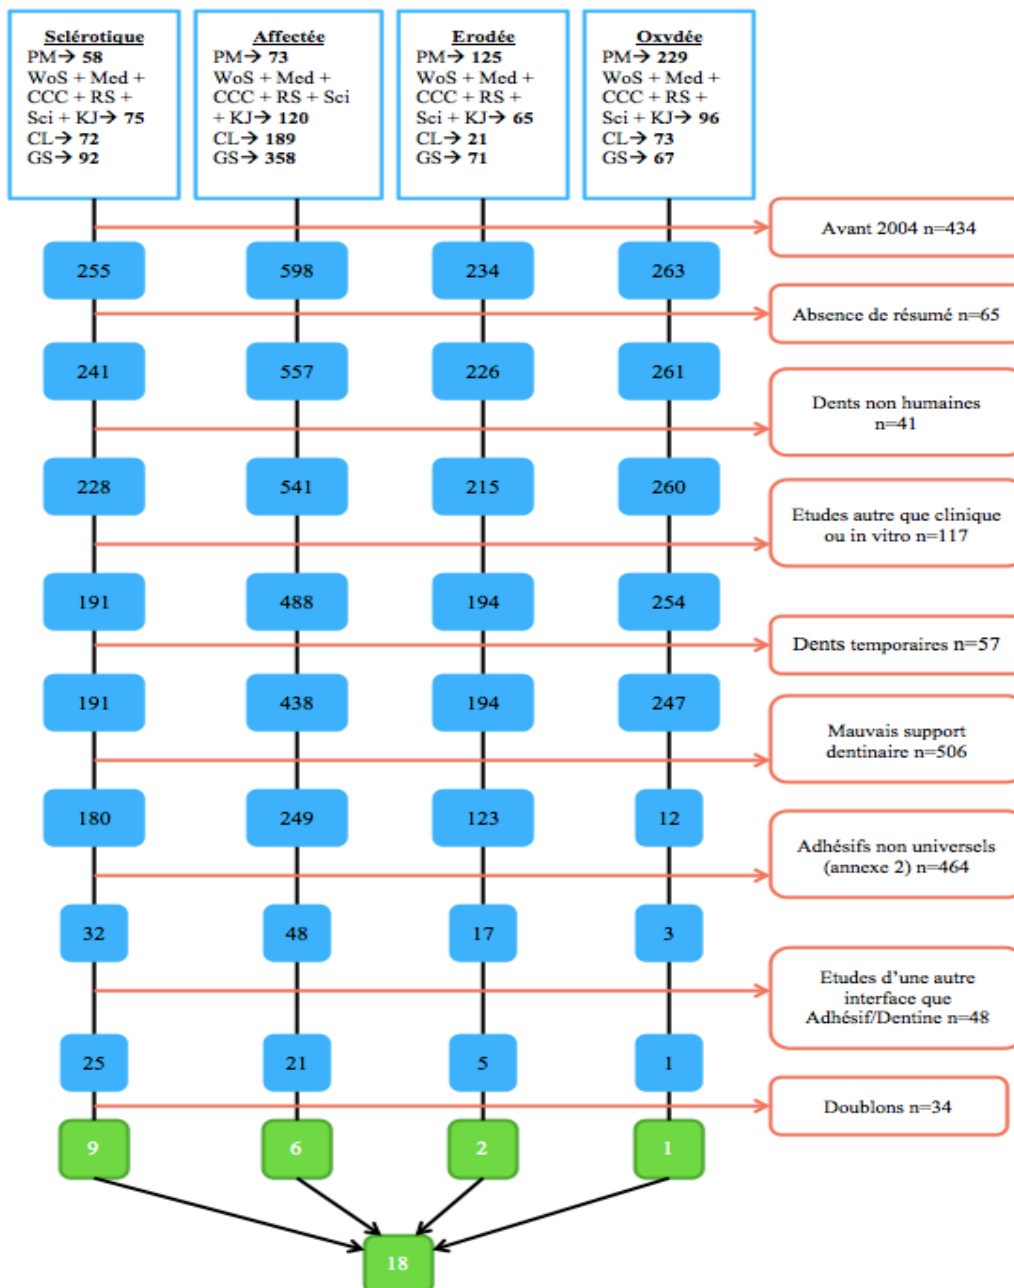 Sclérotique
PM→ 58
WoS + Med +
CCC + RS +
Sci + KJ→ 75
CL→ 72
GS→ 92
Affectée
PM→ 73
WoS + Med +
CCC + RS + Sci
+ KJ→ 120
CL→ 189
GS→ 358
Erodée
PM→ 125
WoS + Med +
CCC + RS +
Sci + KJ→ 65
CL→ 21
GS→ 71
Oxydée
PM→ 229
WoS + Med +
CCC + RS +
Sci + KJ→ 96
CL→ 73
GS→ 67
Avant 2004 n=434
255 598 234 263
Absence de résumé n=65
241 557 226 261
Dents non humaines
n=41
228 541 215 260
Etudes autre que clinique
ou in vitro n=117
191 488 194 254
Dents temporaires n=57
191 438 194 247
Mauvais support
dentinaire n=506
180 249 123 12
Adhésifs non universels
(annexe 2) n=464
32 48 17 3
Etudes d’une autre
interface que
Adhésif/Dentine n=48
25 21 5 1
Doublons n=34
9 6 2 1
18